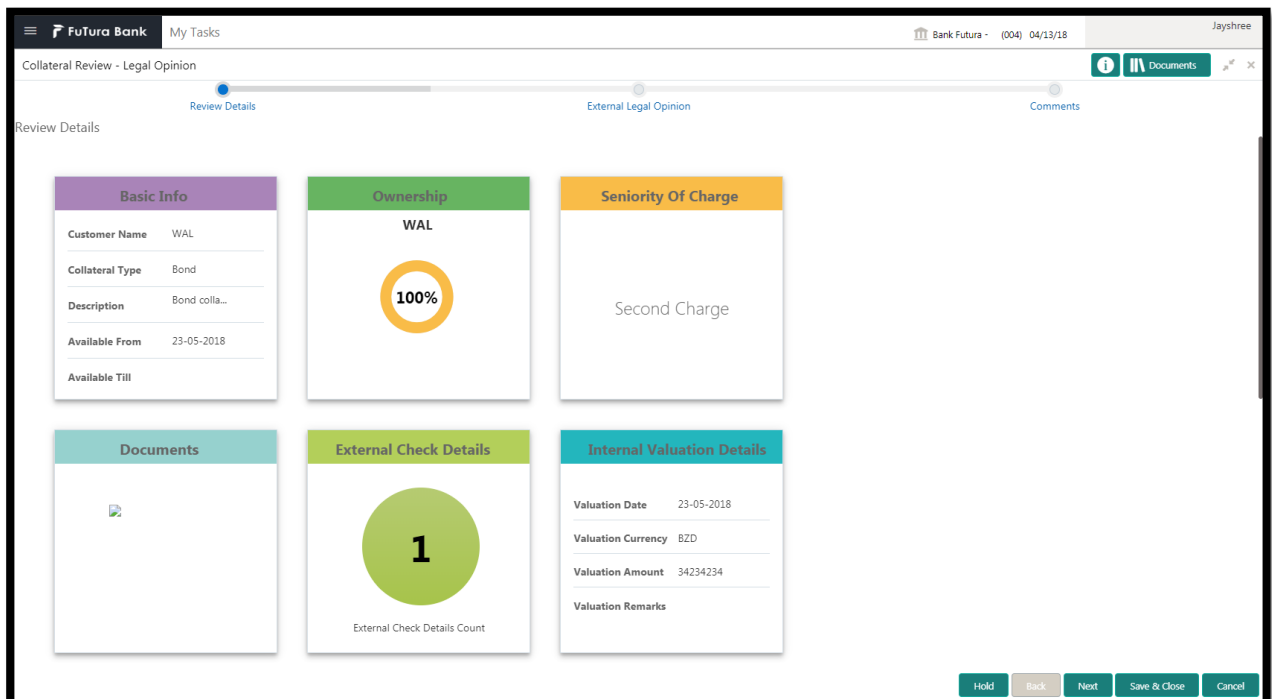 FuTura Bank My Tasks Bank Futura - (004) 04/13/18 Jayshree
Collateral Review - Legal Opinion i Documents
Review Details External Legal Opinion Comments
Review Details
Basic Info
Customer Name WAL
Collateral Type Bond
Description Bond colla...
Available From 23-05-2018
Available Till
Ownership
WAL
100%
Seniority Of Charge
Second Charge
Documents
External Check Details
1
External Check Details Count
Internal Valuation Details
Valuation Date 23-05-2018
Valuation Currency BZD
Valuation Amount 34234234
Valuation Remarks
Hold Back Next Save & Close Cancel